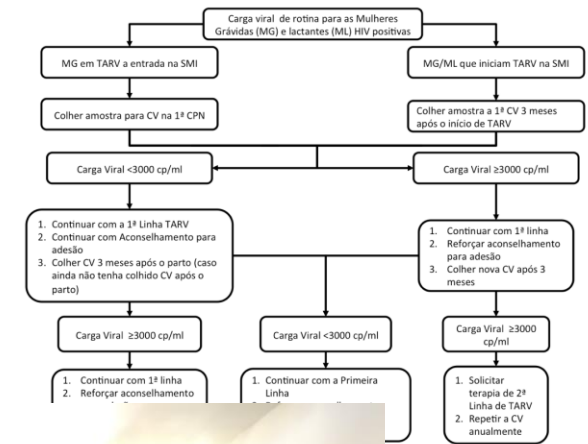 Carga viral de rotina para as Mulheres
Grávidas (MG) e lactantes (ML) HIV positivas
MG em TARV a entrada na SMI
MG/ML que iniciam TARV na SMI
Colher amostra para CV na 1ª CPN
Colher amostra a 1ª CV 3 meses
após o início de TARV
Carga Viral <3000 cp/ml
Carga Viral ≥3000 cp/ml
1. Continuar com a 1ª Linha TARV
2. Continuar com Aconselhamento para
adesão
3. Colher CV 3 meses após o parto (caso
ainda não tenha colhido CV após o
parto)
1. Continuar com 1ª linha
2. Reforçar aconselhamento
para adesão
3. Colher nova CV após 3
meses
Carga Viral ≥3000 cp/ml
Carga Viral <3000 cp/ml
Carga Viral ≥3000
cp/ml
1. Continuar com 1ª linha
2. Reforçar aconselhamento
1. Continuar com a Primeira
Linha
1. Solicitar
terapia de 2ª
Linha de TARV
2. Repetir a CV
anualmente